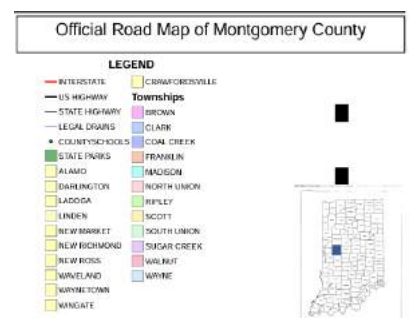 Official Road Map of Montgomery County
LEGEND
INTERSTATE
US HIGHWAY
STATE HIGHWAY
LEGAL DRAINS
COUNTYSCHOOLS
STATE PARKS
ALAMO
DARLINGTON
LADOGA
LINDEN
NEW MARKET
NEW RICHMOND
NEW ROSS
WAVELAND
WAYNETOWN
WINGATE
CRAWFORDSVILLE
Townships
BROWN
CLARK
COAL CREEK
FRANKLIN
MADISON
NORTH UNION
RIPLEY
SCOTT
SOUTH UNION
SUGAR CREEK
WALNUT
WAYNE